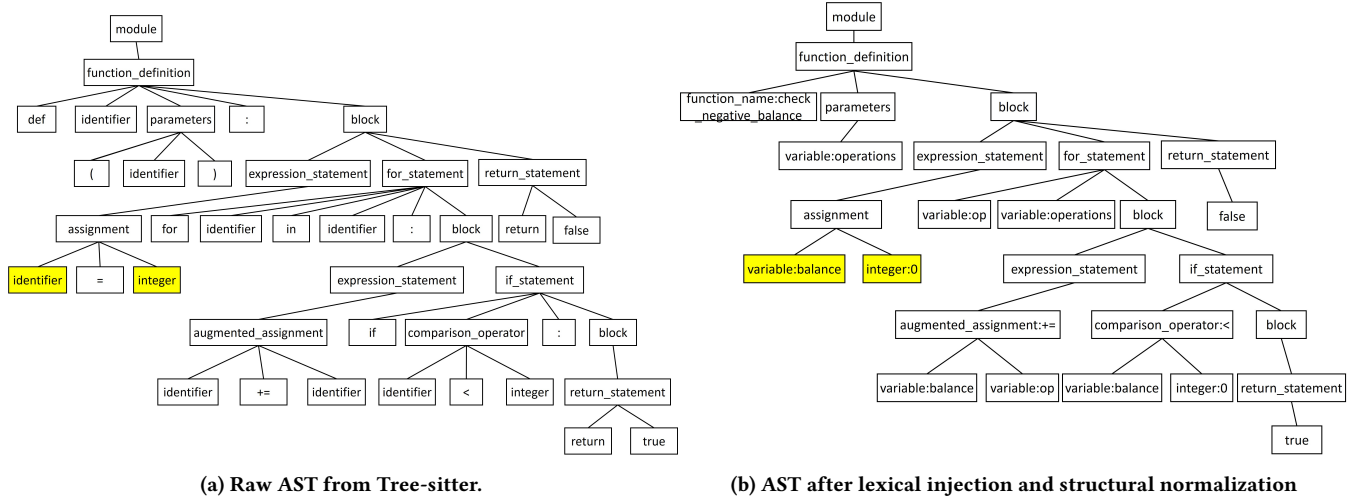 module
function_definition
def identifier parameters : block
( identifier ) expression_statement for_statement return_statement
assignment for identifier in identifier : block return false
identifier = integer expression_statement if_statement
augmented_assignment if comparison_operator : block
identifier += identifier identifier < integer return_statement
return true
(a) Raw AST from Tree-sitter.
module
function_definition
function_name:check
_negative_balance
parameters block
variable:operations expression_statement for_statement return_statement
assignment variable:op variable:operations block false
variable:balance integer:0 expression_statement if_statement
augmented_assignment:+= comparison_operator:< block
variable:balance variable:op variable:balance integer:0 return_statement
true
(b) AST after lexical injection and structural normalization